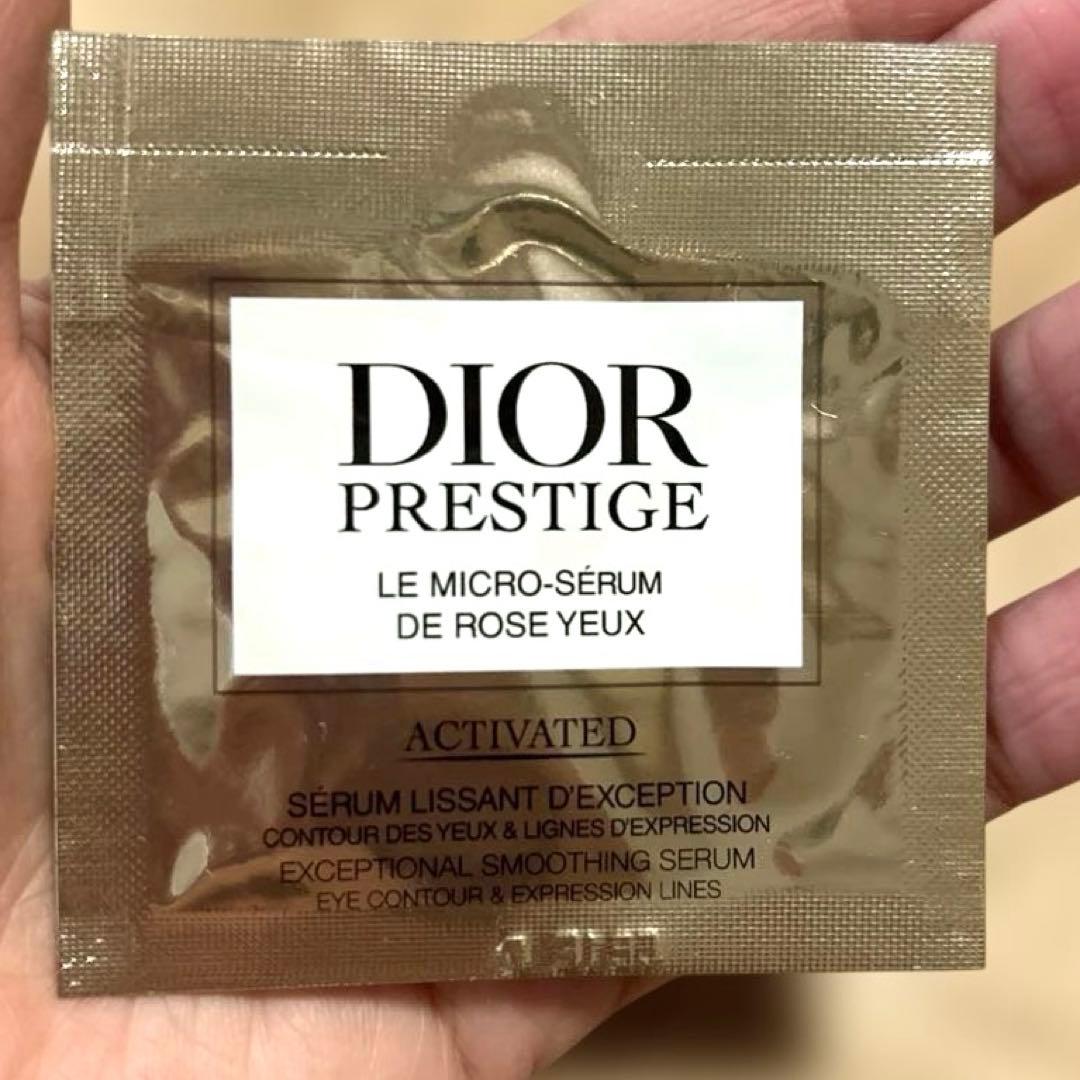 DIOR
PRESTIGE
LE MICRO-SÉRUM
DE ROSE YEUX
ACTIVATED
SÉRUM LISSANT D'EXCEPTION
CONTOUR DES YEUX & LIGNES D'EXPRESSION
EXCEPTIONAL SMOOTHING SERUM
EYE CONTOUR & EXPRESSION LINES